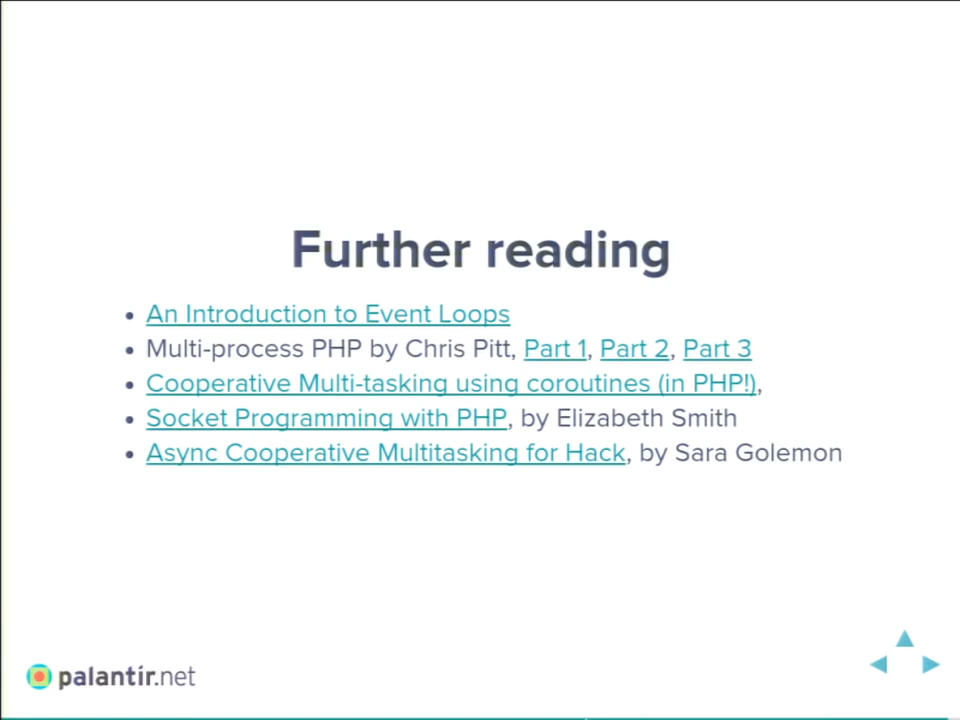 Further reading
An Introduction to Event Loops
Multi-process PHP by Chris Pitt, Part 1, Part 2, Part 3
Cooperative Multi-tasking using coroutines (in PHP!),
Socket Programming with PHP, by Elizabeth Smith
Async Cooperative Multitasking for Hack, by Sara Golemon
palantir.net